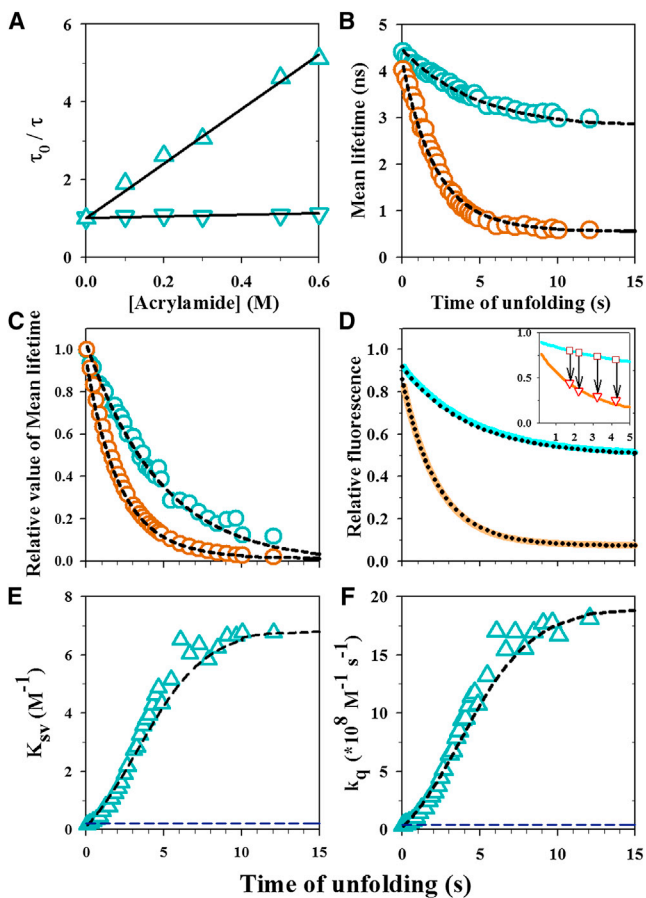 A
B
6
4
2
0
τ0 / τ
0.0 0.2 0.4 0.6
[Acrylamide] (M)
5
4
3
2
1
0
Mean lifetime (ns)
0 5 10 15
Time of unfolding (s)
C
D
1.0
0.8
0.6
0.4
0.2
0.0
Relative value of Mean lifetime
1.0
0.8
0.6
0.4
0.2
0.0
Relative fluorescence
1.0
0.5
0.0
1 2 3 4 5
E
F
8
6
4
2
0
Ksv (M-1)
0 5 10 15
20
15
10
5
0
kq (*10^8 M-1 s-1)
0 5 10 15
Time of unfolding (s)